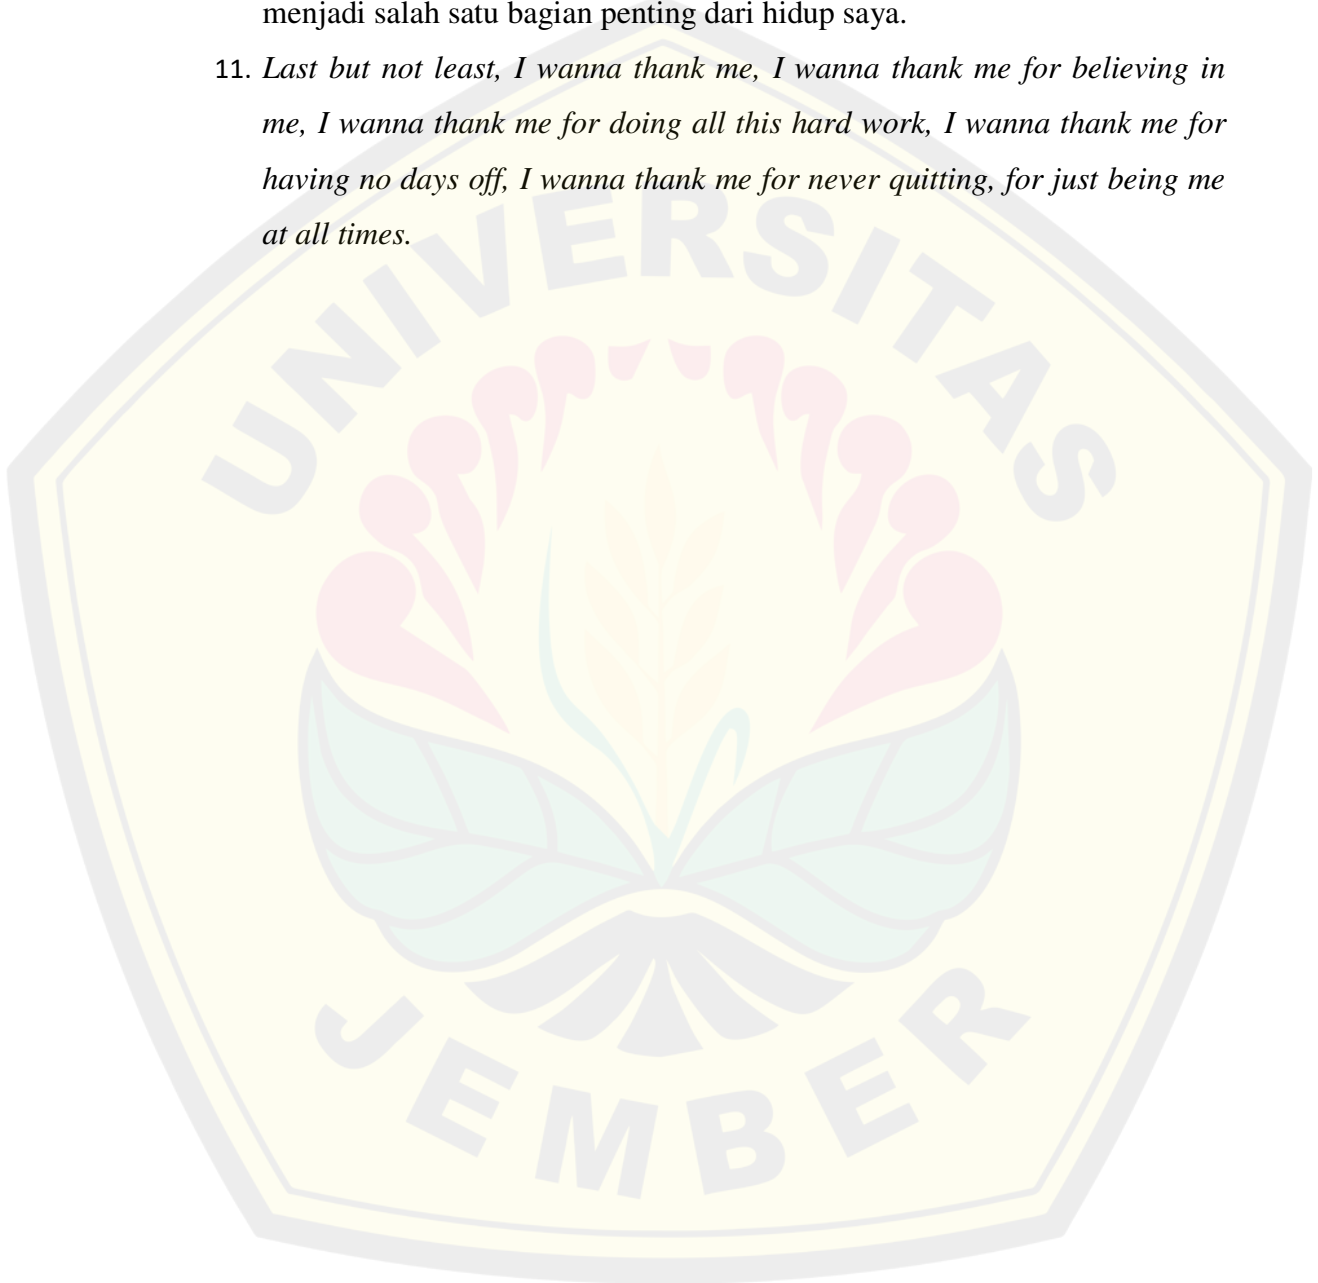 menjadi salah satu bagian penting dari hidup saya.
11. Last but not least, I wanna thank me, I wanna thank me for believing in
me, I wanna thank me for doing all this hard work, I wanna thank me for
having no days off, I wanna thank me for never quitting, for just being me
at all times.
UNIVERSITAS
JEMBER